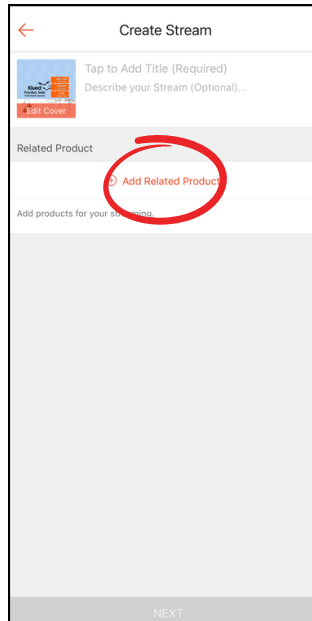 Create Stream
Tap to Add Title (Required)
Describe your Stream (Optional)...
Klued
Edit Cover
Related Product
Add Related Product
Add products for your streaming.
NEXT